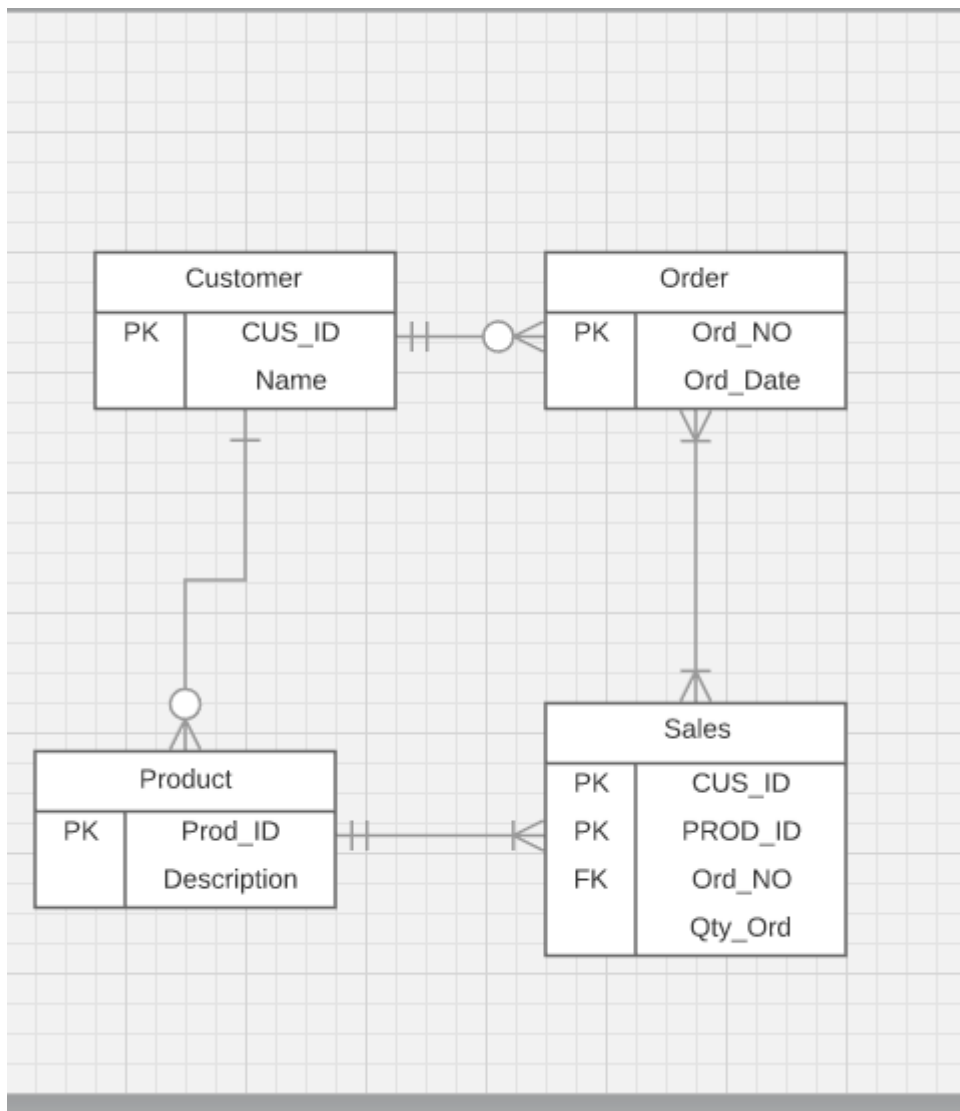 Customer
PK CUS_ID
Name
Order
PK Ord_NO
Ord_Date
Product
PK Prod_ID
Description
Sales
PK CUS_ID
PK PROD_ID
FK Ord_NO
Qty_Ord